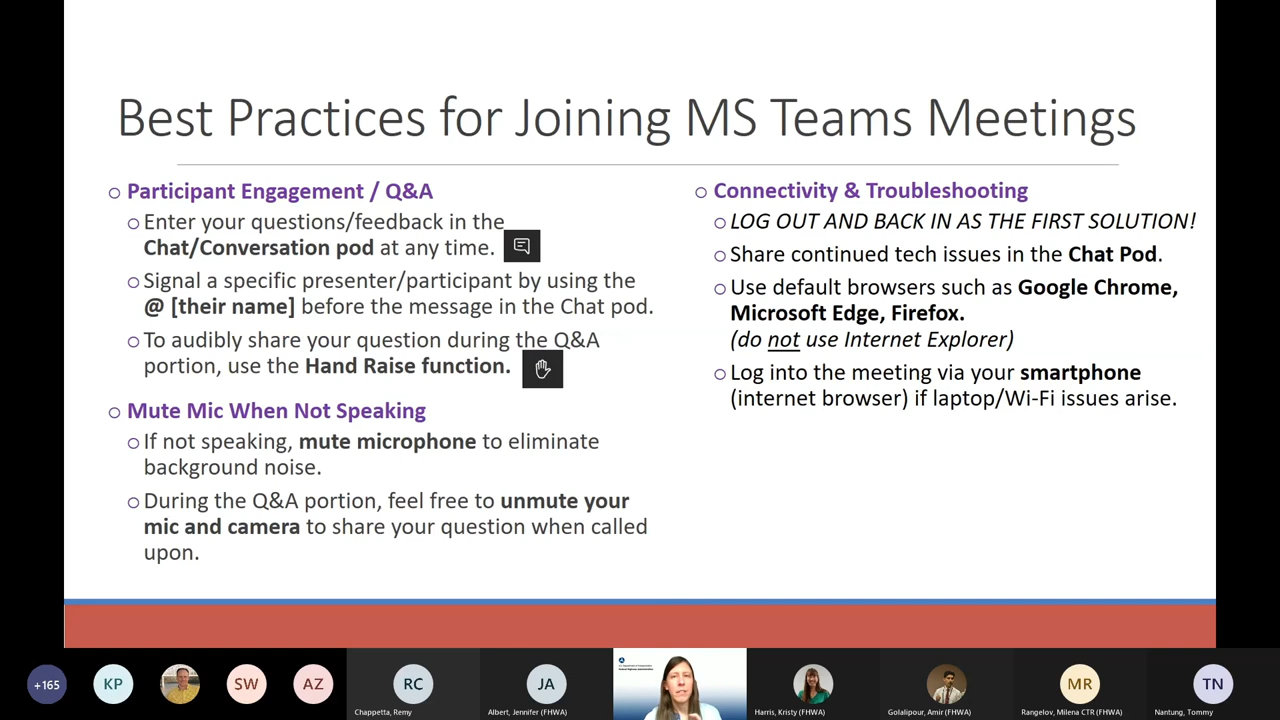 Best Practices for Joining MS Teams Meetings
Participant Engagement / Q&A
Enter your questions/feedback in the
Chat/Conversation pod at any time.
Signal a specific presenter/participant by using the
@ [their name] before the message in the Chat pod.
To audibly share your question during the Q&A
portion, use the Hand Raise function.
Mute Mic When Not Speaking
If not speaking, mute microphone to eliminate
background noise.
During the Q&A portion, feel free to unmute your
mic and camera to share your question when called
upon.
Connectivity & Troubleshooting
LOG OUT AND BACK IN AS THE FIRST SOLUTION!
Share continued tech issues in the Chat Pod.
Use default browsers such as Google Chrome,
Microsoft Edge, Firefox.
(do not use Internet Explorer)
Log into the meeting via your smartphone
(internet browser) if laptop/Wi-Fi issues arise.
+165
KP
SW
AZ
RC
Chappetta, Remy
JA
Albert, Jennifer (FHWA)
Harris, Kristy (FHWA)
Golalipour, Amir (FHWA)
MR
Rangelov, Milena CTR (FHWA)
TN
Nantung, Tommy